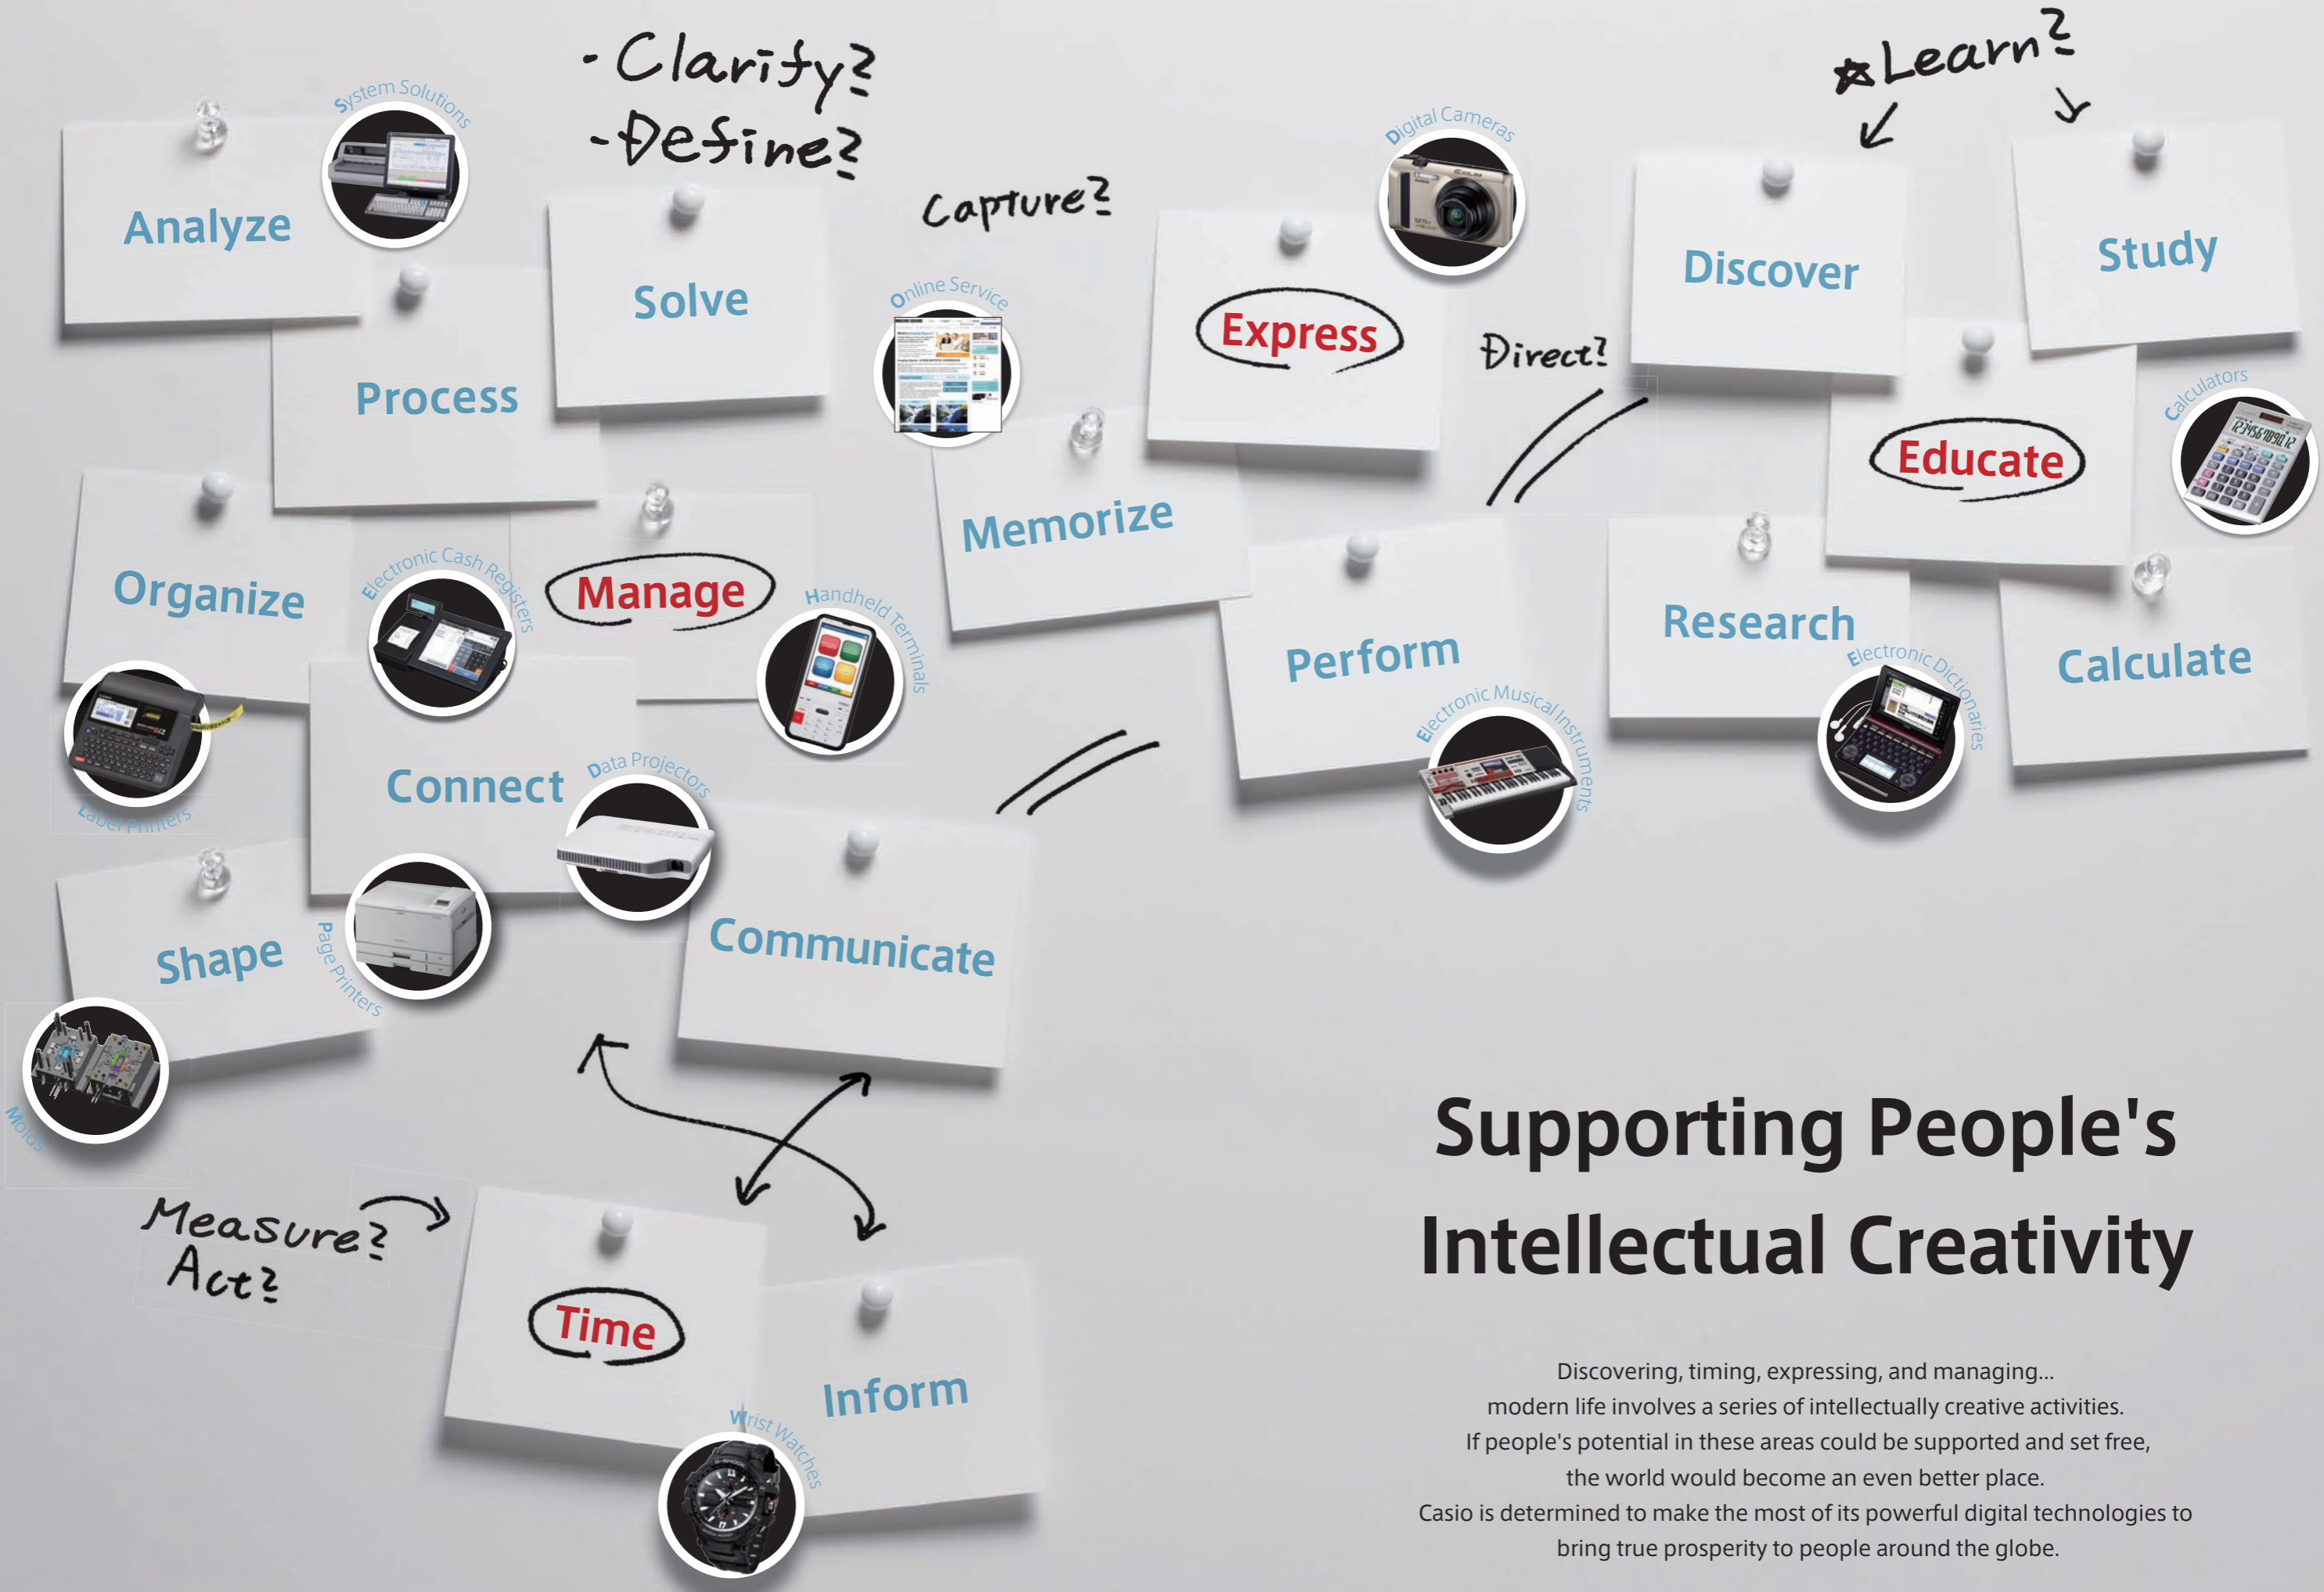 - Clarify?
- Define?
☆Learn?
System Solutions
Analyze
Solve
Process
Capture?
Digital Cameras
EXILIM
Express
Online Service
Direct?
Discover
Study
Calculators
Educate
Memorize
Organize
Electronic Cash Registers
Manage
Handheld Terminals
Perform
Electronic Musical Instruments
Research
Electronic Dictionaries
Calculate
Label Printers
Connect
Data Projectors
Shape
Page Printers
Communicate
Molds
Measure?
Act?
Time
Inform
Wrist Watches
Supporting People's
Intellectual Creativity
Discovering, timing, expressing, and managing...
modern life involves a series of intellectually creative activities.
If people's potential in these areas could be supported and set free,
the world would become an even better place.
Casio is determined to make the most of its powerful digital technologies to
bring true prosperity to people around the globe.